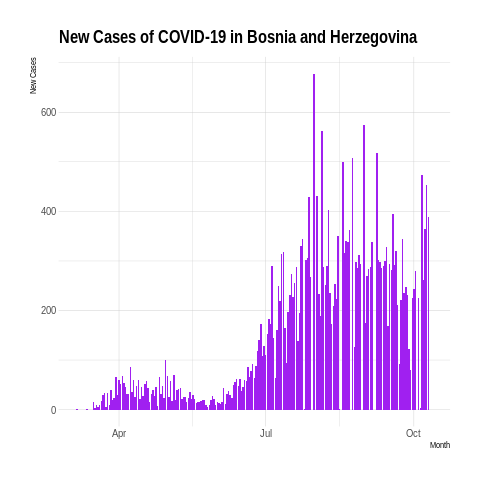 New Cases of COVID-19 in Bosnia and Herzegovina
New Cases
600
400
200
0
Apr
Jul
Oct
Month